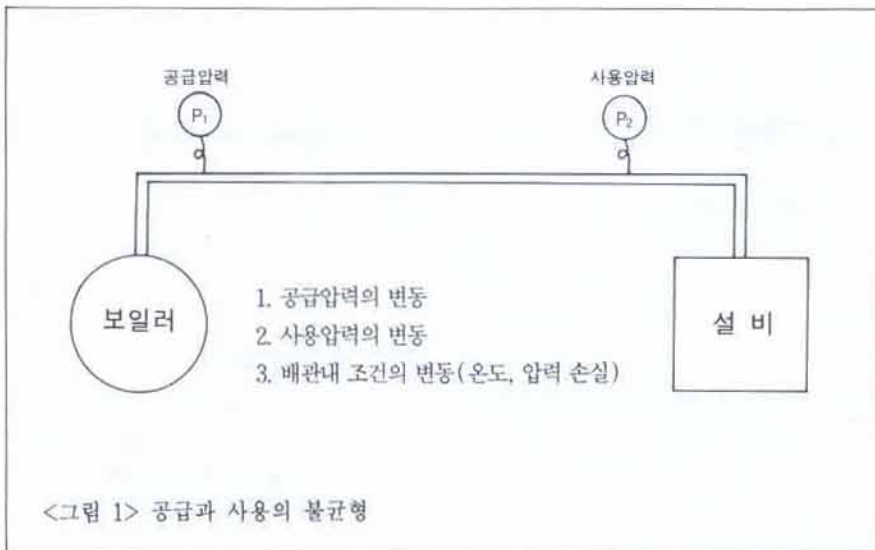 공급압력
사용압력
P₁
P₂
보일러
1. 공급압력의 변동
2. 사용압력의 변동
3. 배관내 조건의 변동(온도, 압력 손실)
설 비
<그림 1> 공급과 사용의 불균형